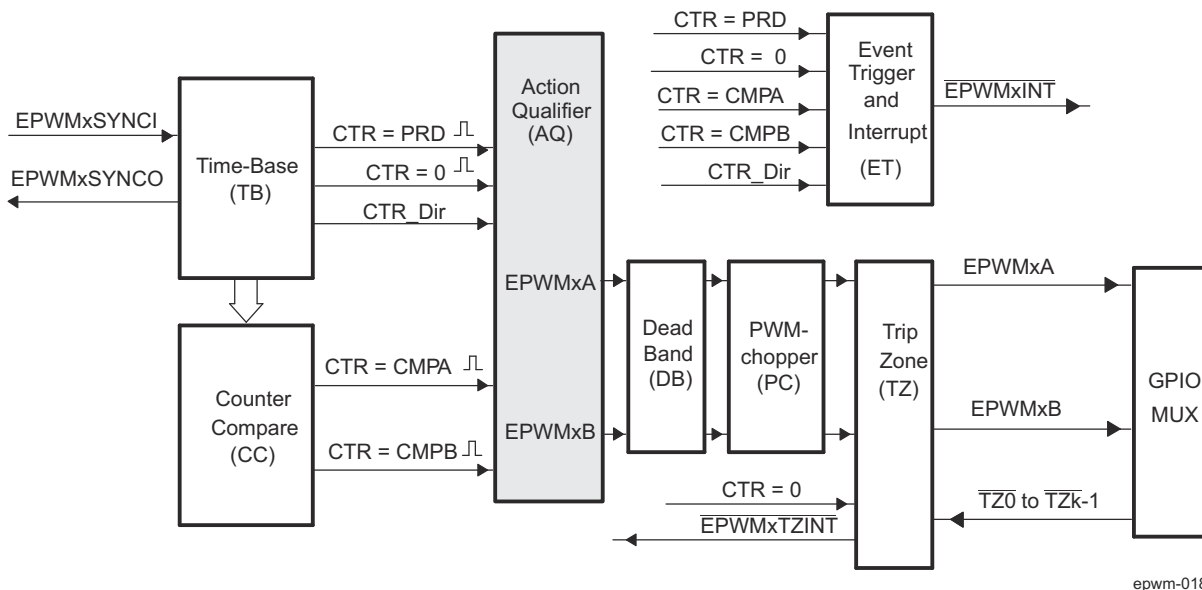 EPWMxSYNCI
EPWMxSYNCO
Time-Base
(TB)
CTR = PRD
CTR = 0
CTR_Dir
Counter
Compare
(CC)
CTR = CMPA
CTR = CMPB
Action
Qualifier
(AQ)
EPWMxA
EPWMxB
CTR = PRD
CTR = 0
CTR = CMPA
CTR = CMPB
CTR_Dir
Event
Trigger
and
Interrupt
(ET)
EPWMxINT
Dead
Band
(DB)
PWM-
chopper
(PC)
Trip
Zone
(TZ)
CTR = 0
EPWMxTZINT
EPWMxA
EPWMxB
TZ0 to TZk-1
GPIO
MUX
epwm-018